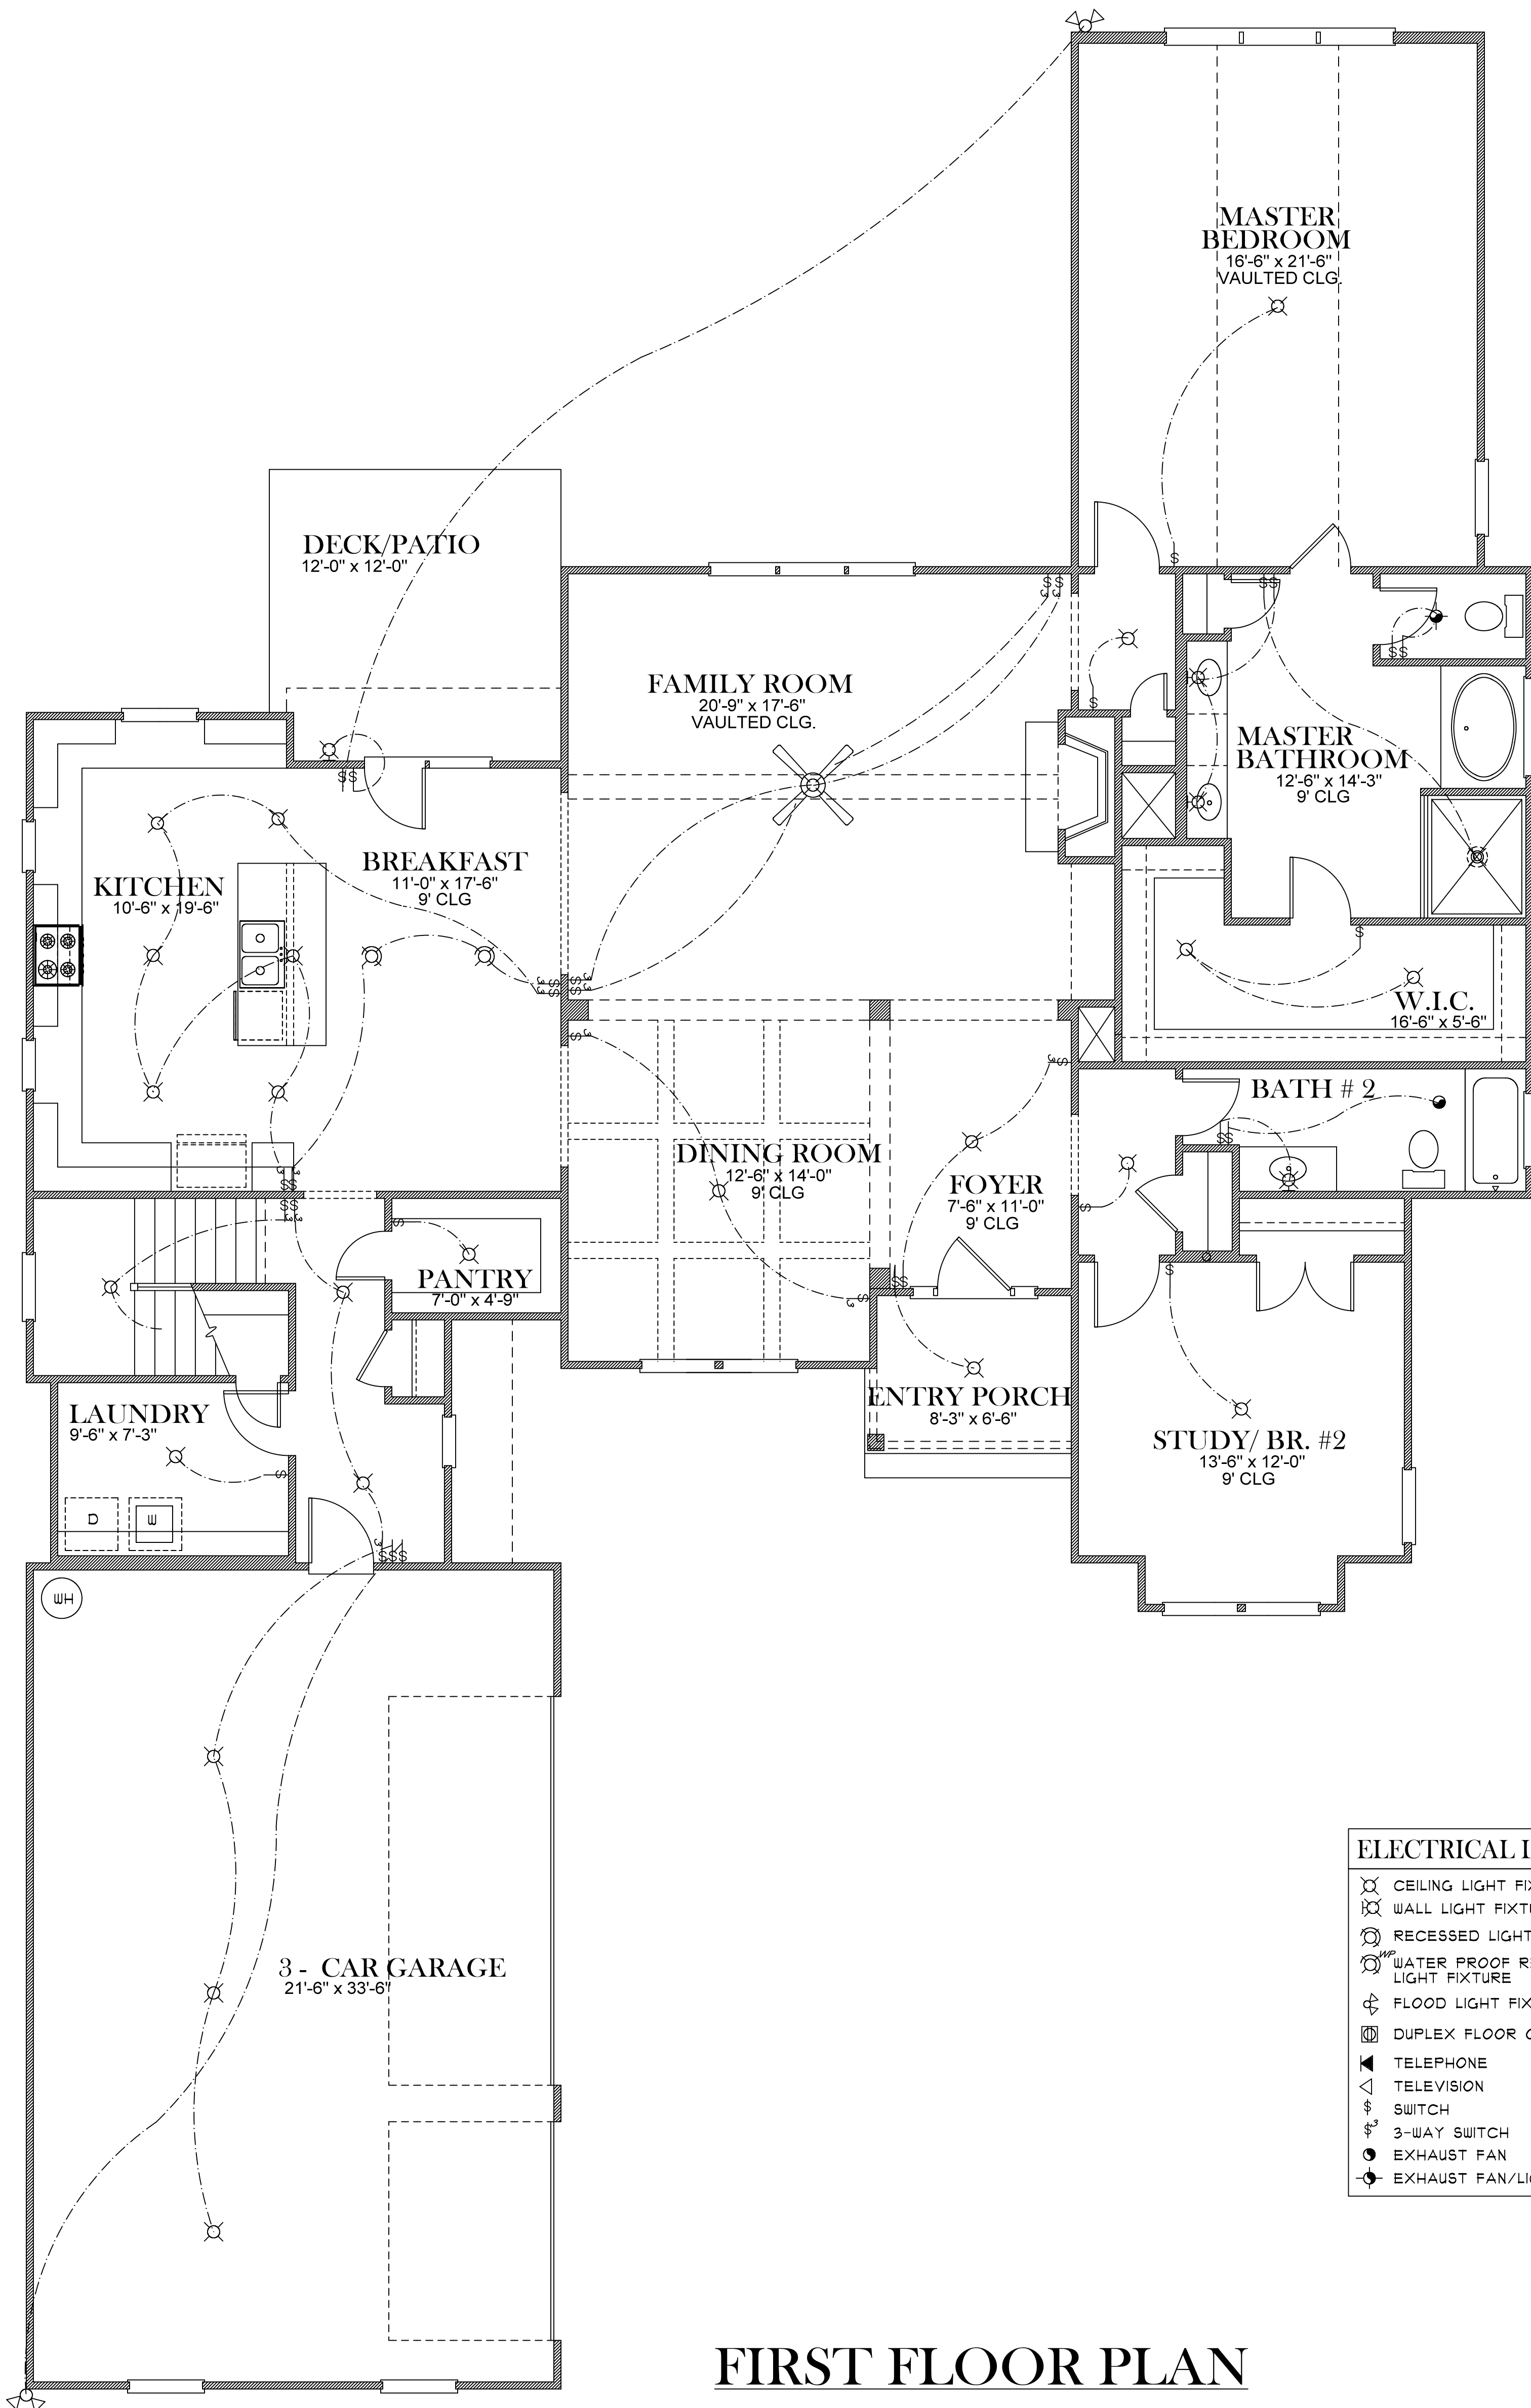 MASTER
BEDROOM
16'-6" x 21'-6"
VAULTED CLG.
DECK/PATIO
12'-0" x 12'-0"
FAMILY ROOM
20'-9" x 17'-6"
VAULTED CLG.
MASTER
BATHROOM
12'-6" x 14'-3"
9' CLG
BREAKFAST
11'-0" x 17'-6"
9' CLG
KITCHEN
10'-6" x 19'-6"
W.I.C.
16'-6" x 5'-6"
BATH # 2
DINING ROOM
12'-6" x 14'-0"
9' CLG
FOYER
7'-6" x 11'-0"
9' CLG
PANTRY
7'-0" x 4'-9"
ENTRY PORCH
8'-3" x 6'-6"
LAUNDRY
9'-6" x 7'-3"
D
W
STUDY/ BR. #2
13'-6" x 12'-0"
9' CLG
WH
3 - CAR GARAGE
21'-6" x 33'-6"
ELECTRICAL
CEILING LIGHT
WALL LIGHT
RECESSED LIGHT
WP
WATER PROOF
LIGHT FIXTURE
FLOOD LIGHT
DUPLEX FLOOR
TELEPHONE
TELEVISION
$ SWITCH
$3 3-WAY SWITCH
EXHAUST FAN
EXHAUST FAN/
FIRST FLOOR PLAN